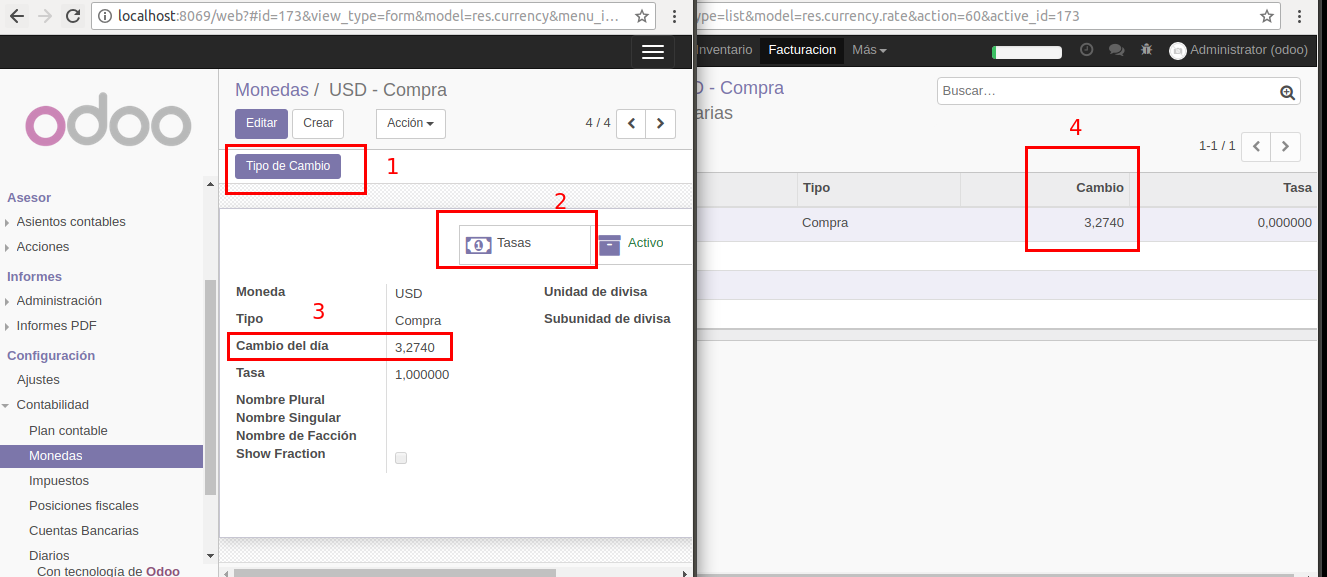 localhost:8069/web?#id=173&view_type=form&model=res.currency&menu_i...
ype=list&model=res.currency.rate&action=60&active_id=173
nventario
Facturacion
Más
Administrator (odoo)
odoo
Asesor
Asientos contables
Acciones
Informes
Administración
Informes PDF
Configuración
Ajustes
Contabilidad
Plan contable
Monedas
Impuestos
Posiciones fiscales
Cuentas Bancarias
Diarios
Con tecnología de Odoo
Monedas / USD - Compra
Editar
Crear
Acción
4 / 4
Tipo de Cambio
1
2
1 Tasas
Activo
Moneda USD
Tipo Compra
3
Cambio del día 3,2740
Tasa 1,000000
Nombre Plural
Nombre Singular
Nombre de Facción
Show Fraction
Unidad de divisa
Subunidad de divisa
D - Compra
arias
Buscar...
4
1-1 / 1
Tipo Cambio Tasa
Compra 3,2740 0,000000